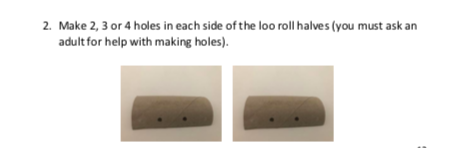 2. Make 2, 3 or 4 holes in each side of the loo roll halves (you must ask an
adult for help with making holes).